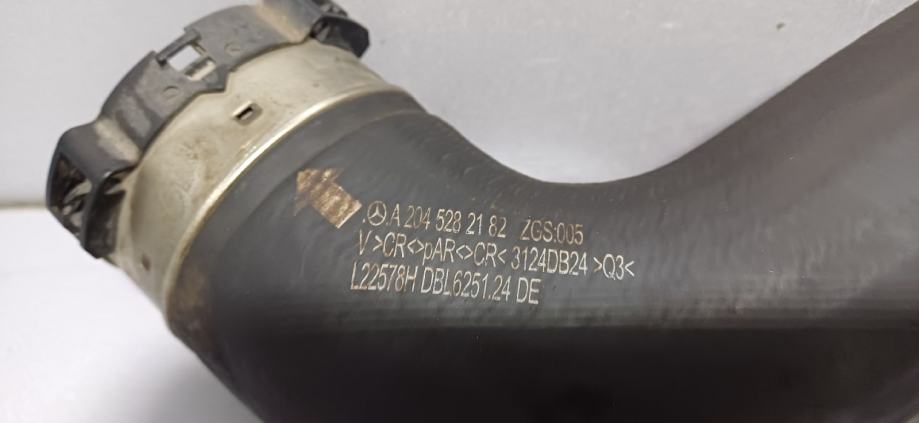 A 204 528 21 82 ZGS:005
V >CR<>pAR<>CR< 3124DB24 >Q3<
L22578H DBL6251.24 DE